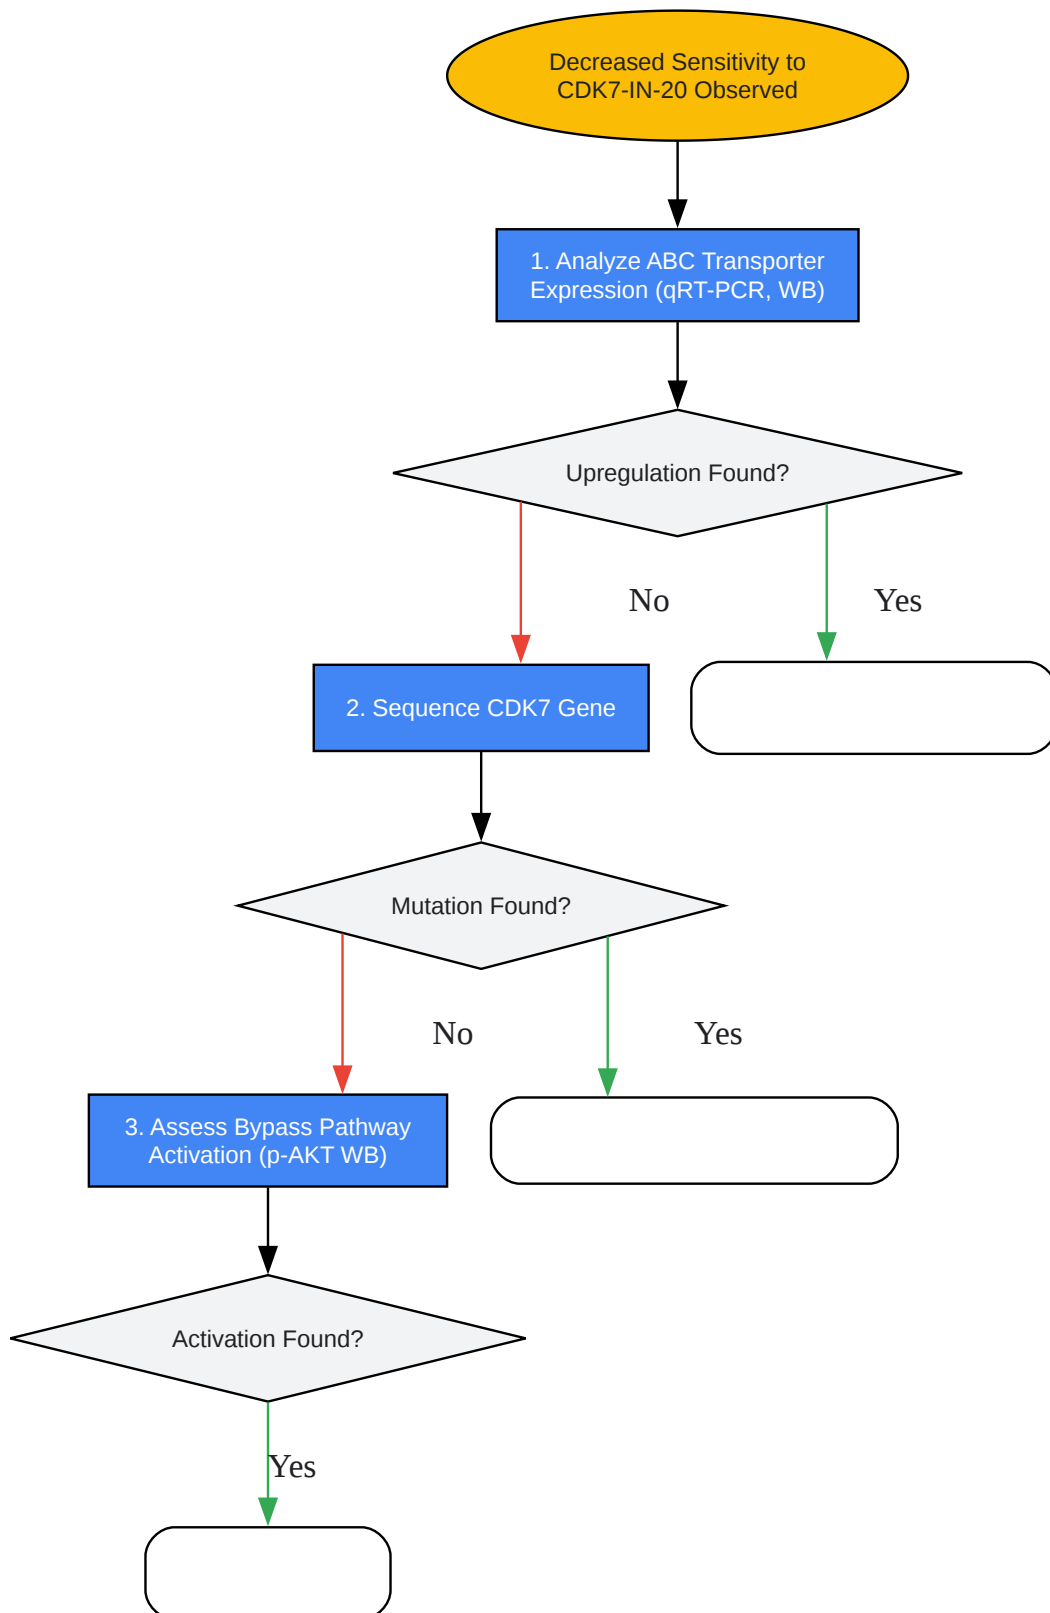 Decreased Sensitivity to
CDK7-IN-20 Observed
1. Analyze ABC Transporter
Expression (qRT-PCR, WB)
Upregulation Found?
No
Yes
2. Sequence CDK7 Gene
Mutation Found?
No
Yes
3. Assess Bypass Pathway
Activation (p-AKT WB)
Activation Found?
Yes